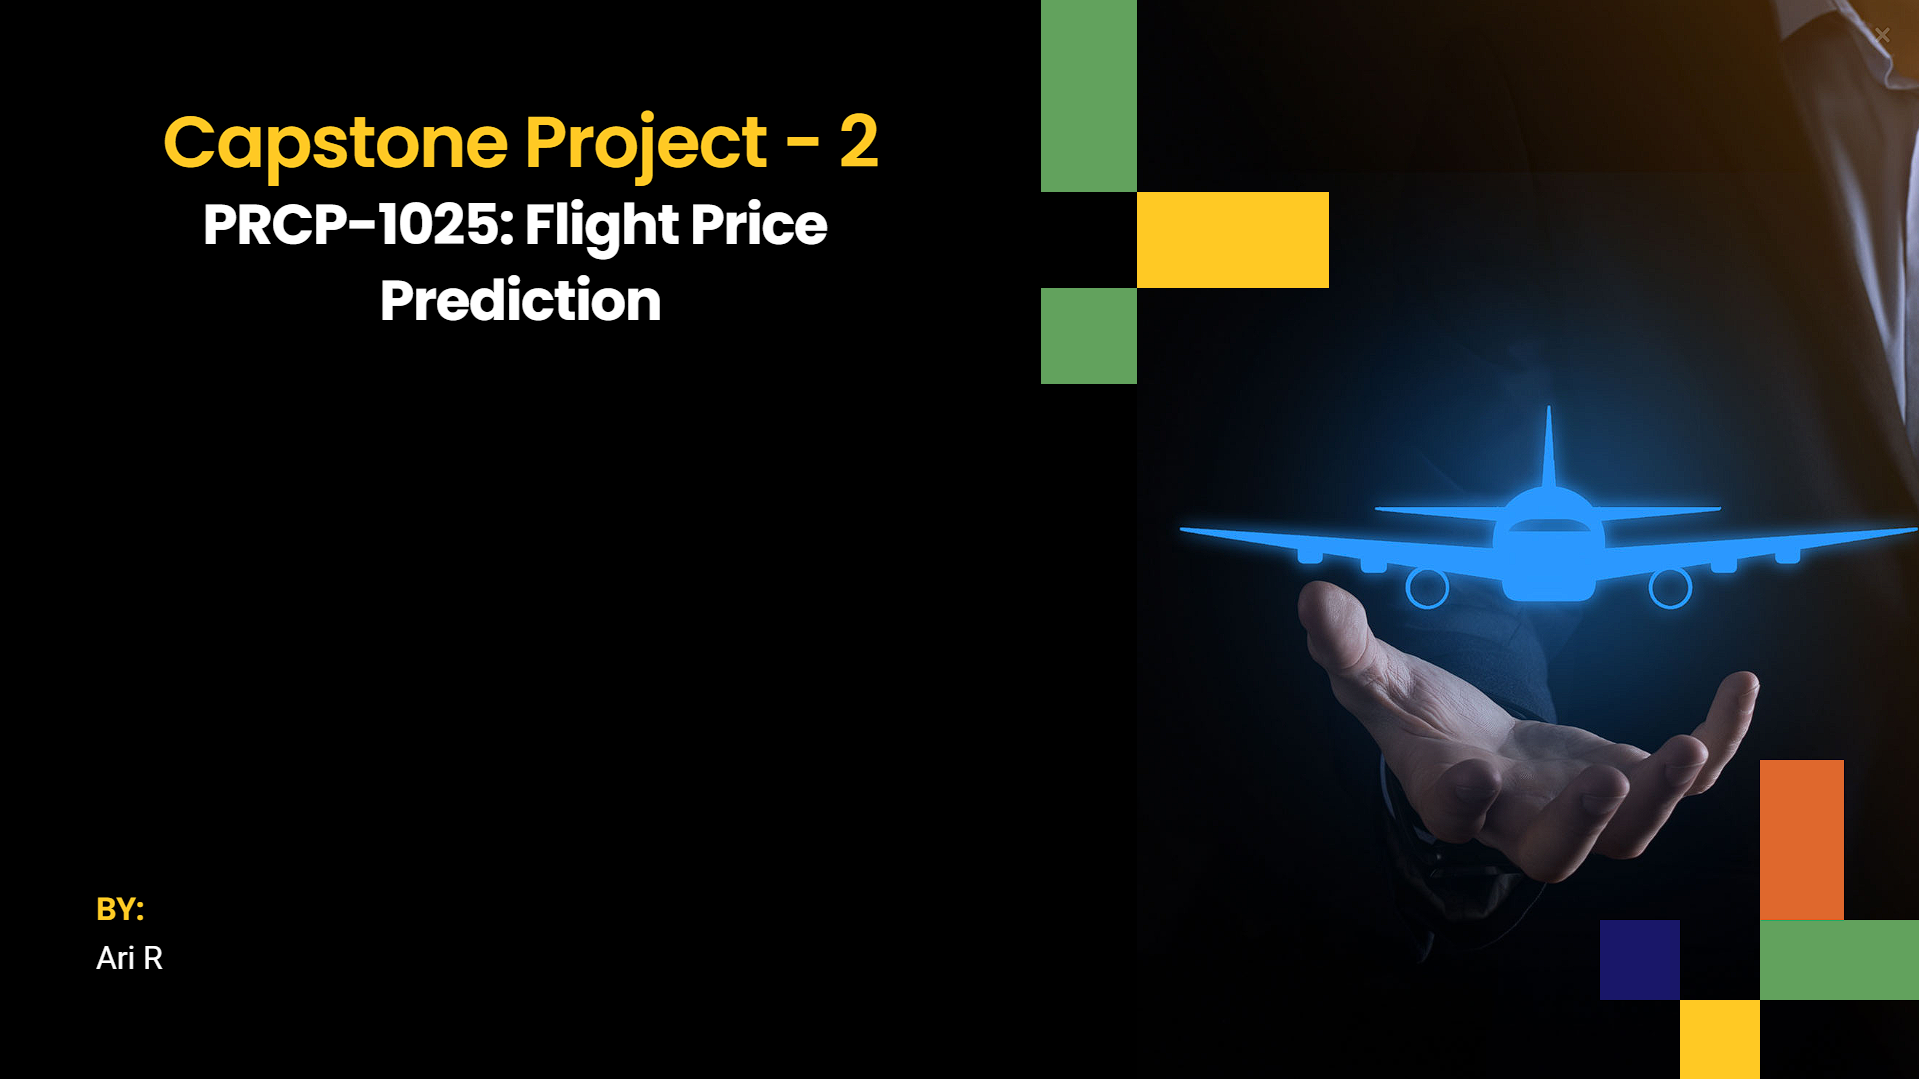 Capstone Project - 2
PRCP-1025: Flight Price
Prediction
BY:
Ari R